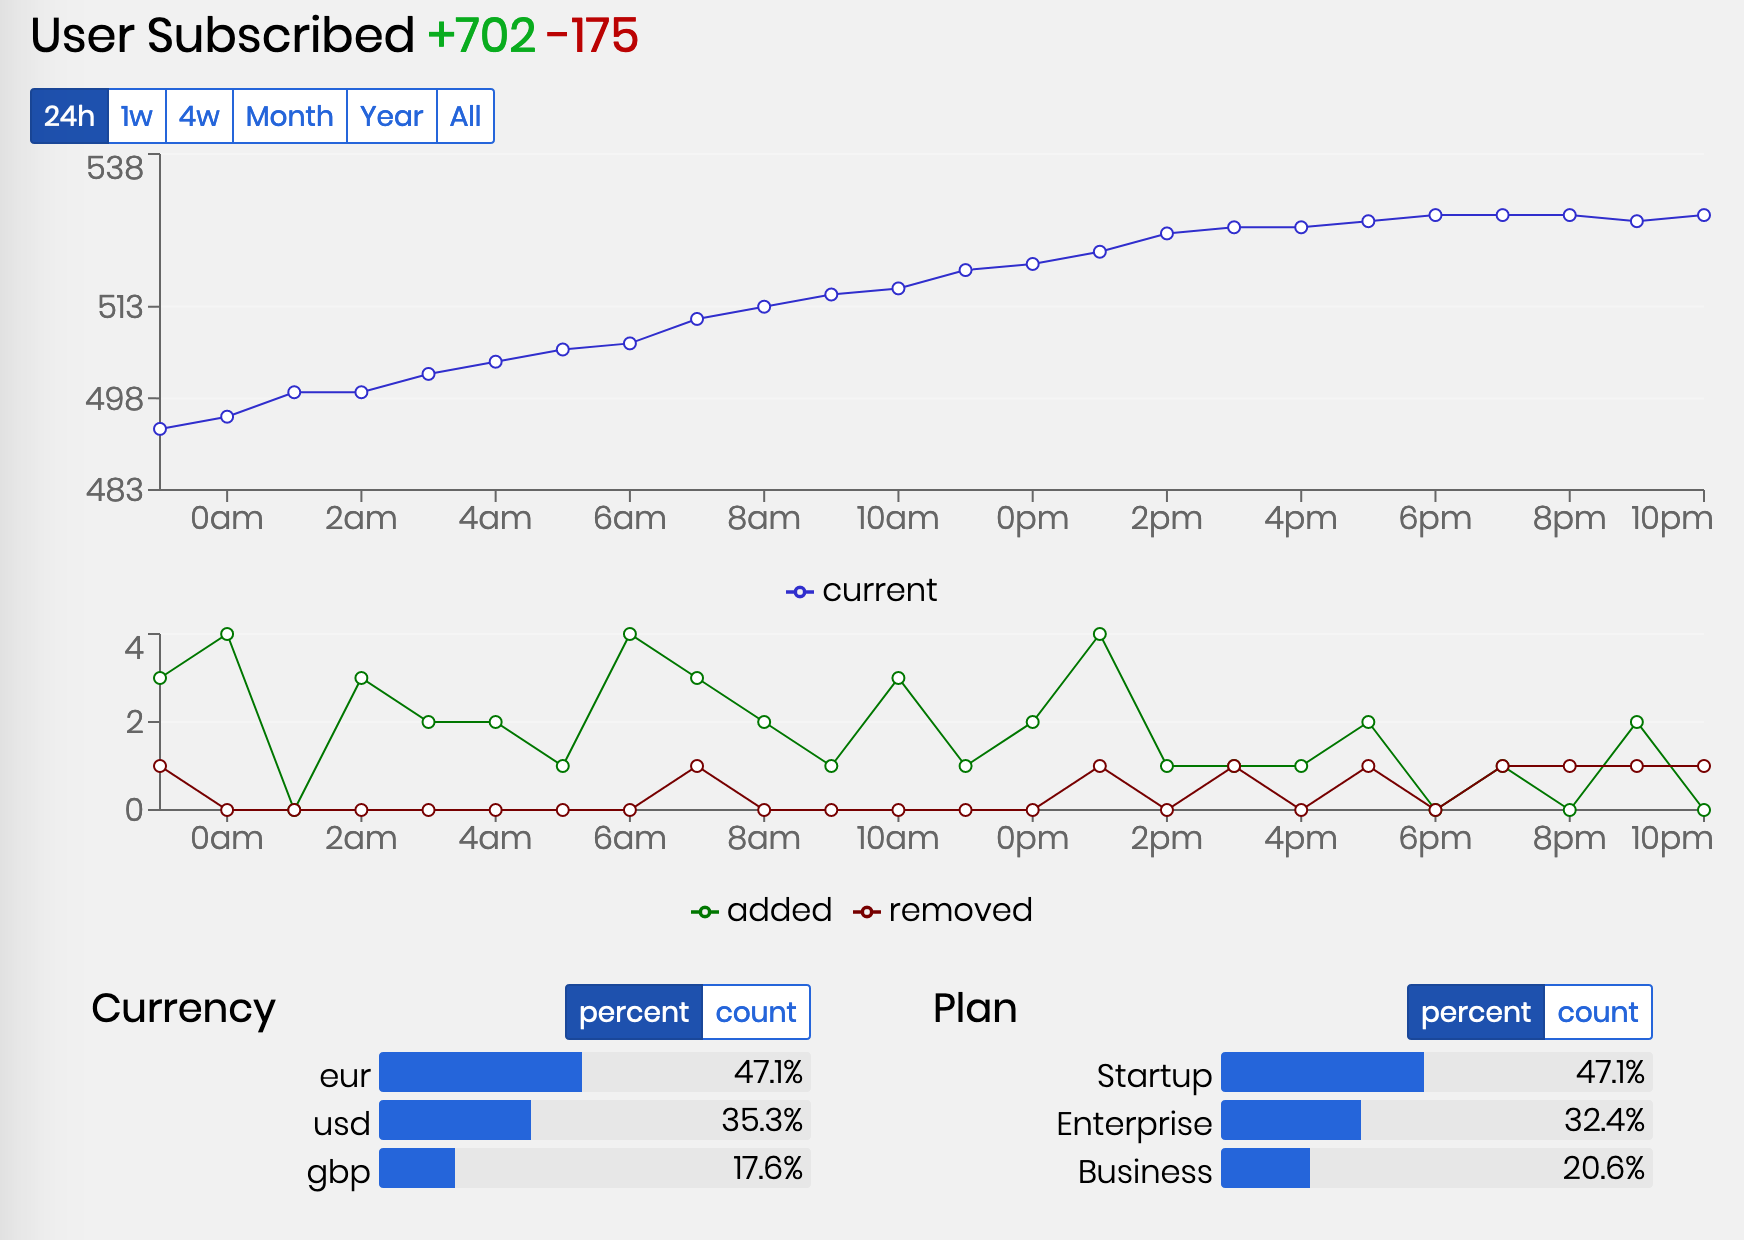 User Subscribed +702 -175
24h 1w 4w Month Year All
538
513
498
483
0am 2am 4am 6am 8am 10am 0pm 2pm 4pm 6pm 8pm 10pm
current
4
2
0
0am 2am 4am 6am 8am 10am 0pm 2pm 4pm 6pm 8pm 10pm
added removed
Currency percent count
eur 47.1%
usd 35.3%
gbp 17.6%
Plan percent count
Startup 47.1%
Enterprise 32.4%
Business 20.6%